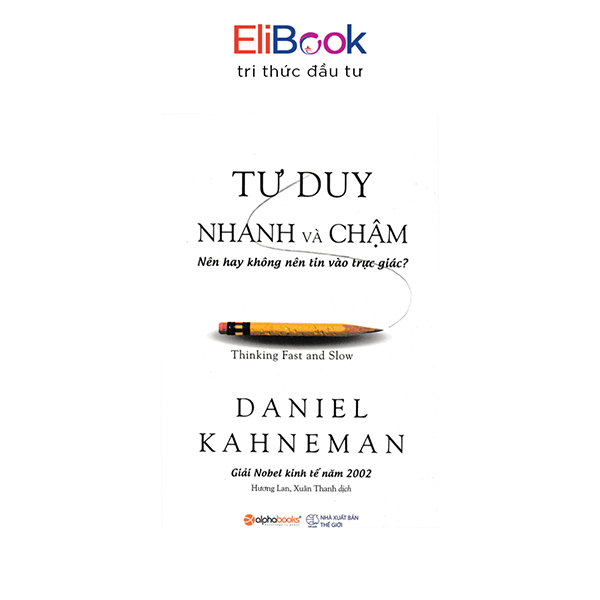 EliBook
tri thức đầu tư
TƯ DUY
NHANH VÀ CHẬM
Nên hay không nên tin vào trực giác?
Thinking Fast and Slow
DANIEL
KAHNEMAN
Giải Nobel kinh tế năm 2002
Hương Lan, Xuân Thanh dịch
alphabooks®
NHÀ XUẤT BẢN
THẾ GIỚI